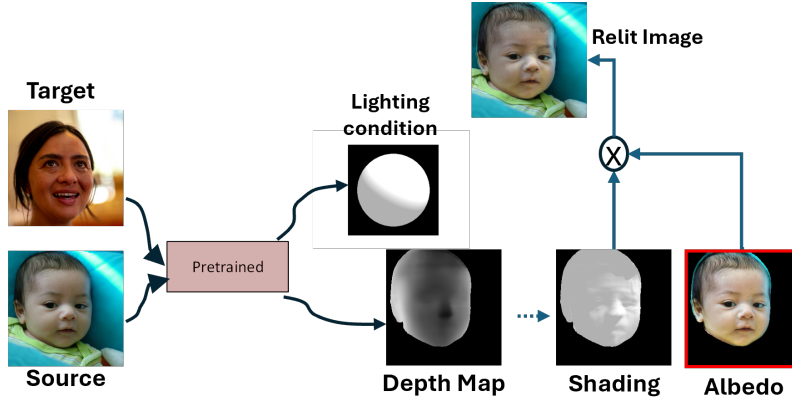 Target
Source
Pretrained
Lighting
condition
Depth Map
Shading
Albedo
X
Relit Image